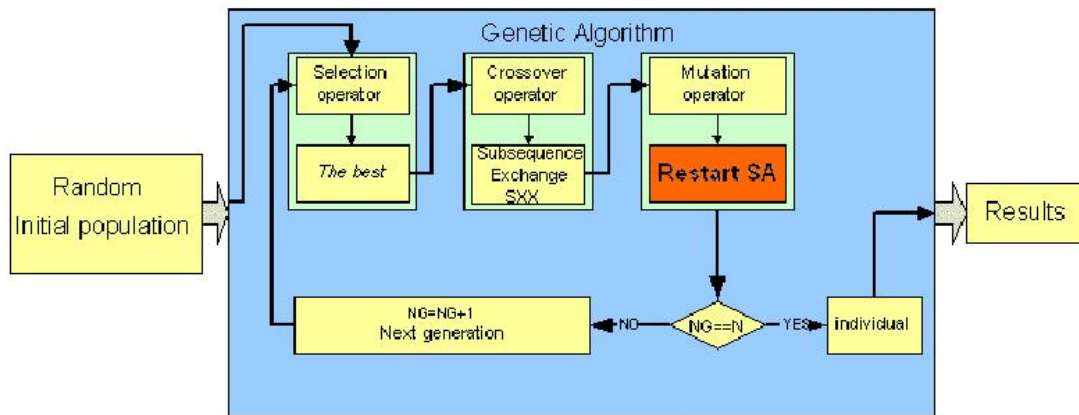 Genetic Algorithm
Random
Initial population
Selection
operator
The best
Crossover
operator
Subsequence
Exchange
SXX
Mutation
operator
Restart SA
NG==N
NO
NG=NG+1
Next generation
YES
individual
Results